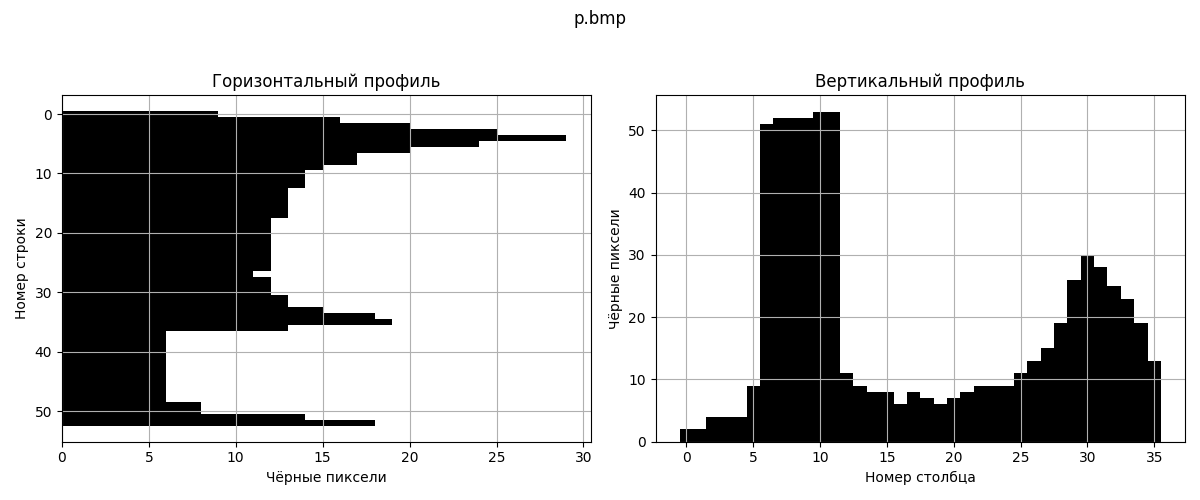 p.bmp
Горизонтальный профиль
Номер строки
0
10
20
30
40
50
0 5 10 15 20 25 30
Чёрные пиксели
Вертикальный профиль
Чёрные пиксели
50
40
30
20
10
0
0 5 10 15 20 25 30 35
Номер столбца